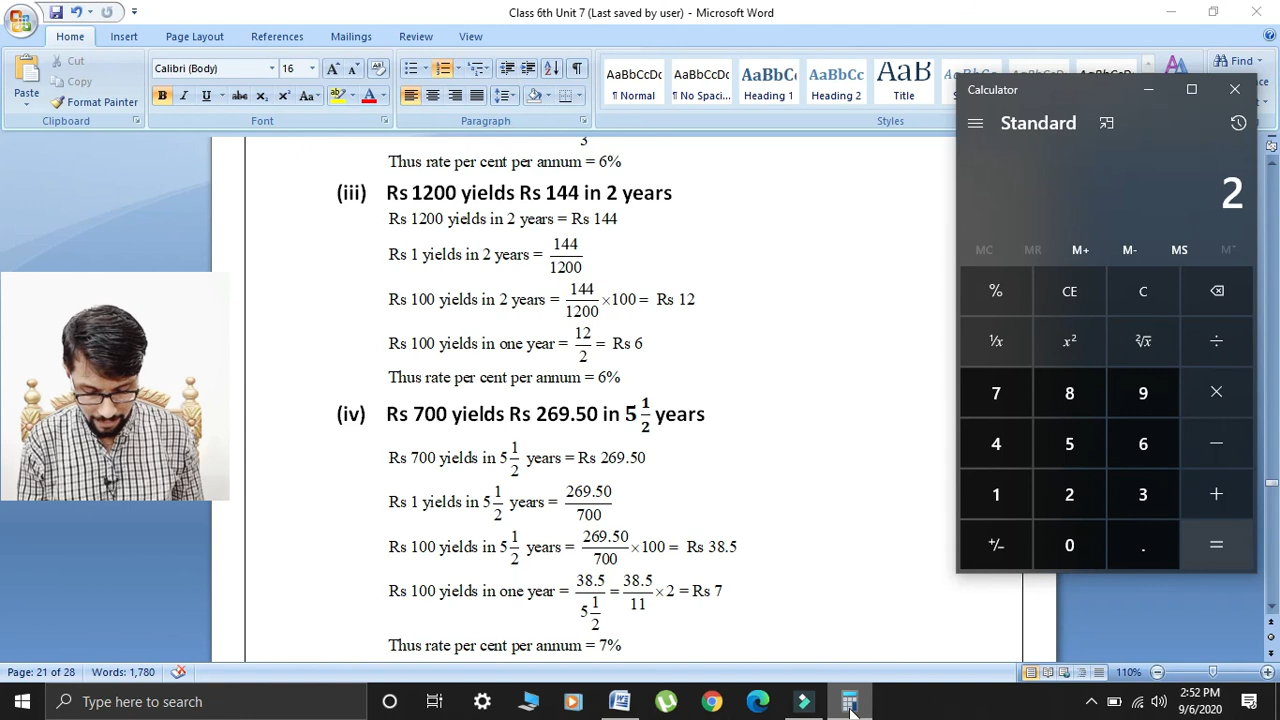 Class 6th Unit 7 (Last saved by user) - Microsoft Word
Home Insert Page Layout References Mailings Review View
Paste
Cut
Copy
Format Painter
Clipboard
Calibri (Body) 16
B I U abc x₂ x² Aa
Font
Paragraph
AaBbCcDc AaBbCcDc AaBbCc AaBbCc AaB
¶ Normal ¶ No Spaci... Heading 1 Heading 2 Title
Styles
Find
3
Thus rate per cent per annum = 6%
(iii) Rs 1200 yields Rs 144 in 2 years
Rs 1200 yields in 2 years = Rs 144
Rs 1 yields in 2 years = 144/1200
Rs 100 yields in 2 years = 144/1200 ×100 = Rs 12
Rs 100 yields in one year = 12/2 = Rs 6
Thus rate per cent per annum = 6%
(iv) Rs 700 yields Rs 269.50 in 5 1/2 years
Rs 700 yields in 5 1/2 years = Rs 269.50
Rs 1 yields in 5 1/2 years = 269.50/700
Rs 100 yields in 5 1/2 years = 269.50/700 ×100 = Rs 38.5
Rs 100 yields in one year = 38.5/5 1/2 = 38.5/11 × 2 = Rs 7
Thus rate per cent per annum = 7%
Calculator
Standard
2
MC MR M+ M- MS M˅
% CE C
¹/x x² ²√x ÷
7 8 9 ×
4 5 6 −
1 2 3 +
+/− 0 . =
Page: 21 of 28 Words: 1,780
110%
Type here to search
2:52 PM
9/6/2020